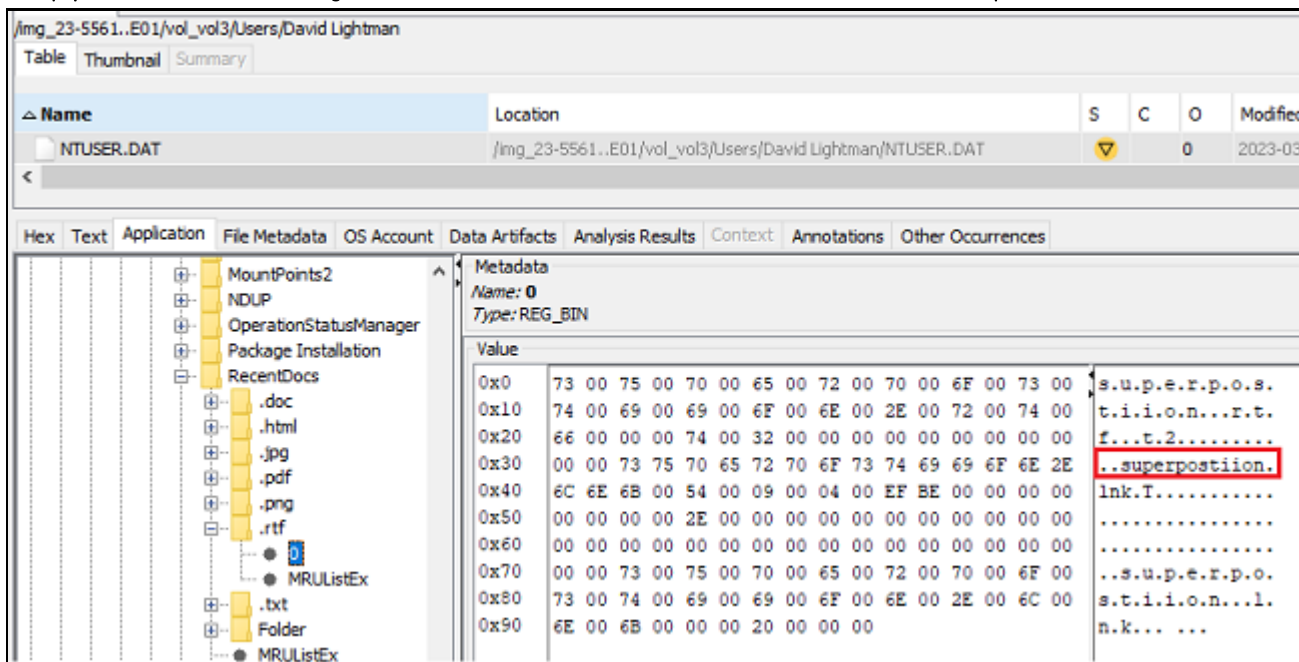 /img_23-5561..E01/vol_vol3/Users/David Lightman
Table Thumbnail Summary
Name Location S C O Modified
NTUSER.DAT /img_23-5561..E01/vol_vol3/Users/David Lightman/NTUSER.DAT 0 2023-03
Hex Text Application File Metadata OS Account Data Artifacts Analysis Results Context Annotations Other Occurrences
MountPoints2
NDUP
OperationStatusManager
Package Installation
RecentDocs
.doc
.html
.jpg
.pdf
.png
.rtf
0
MRUListEx
.txt
Folder
MRUListEx
Metadata
Name: 0
Type: REG_BIN
Value
0x0 73 00 75 00 70 00 65 00 72 00 70 00 6F 00 73 00 s.u.p.e.r.p.o.s.
0x10 74 00 69 00 69 00 6F 00 6E 00 2E 00 72 00 74 00 t.i.i.o.n...r.t.
0x20 66 00 00 00 74 00 32 00 00 00 00 00 00 00 00 00 f...t.2.........
0x30 00 00 73 75 70 65 72 70 6F 73 74 69 69 6F 6E 2E ..superpostiion.
0x40 6C 6E 6B 00 54 00 09 00 04 00 EF BE 00 00 00 00 lnk.T...........
0x50 00 00 00 00 2E 00 00 00 00 00 00 00 00 00 00 00 ................
0x60 00 00 00 00 00 00 00 00 00 00 00 00 00 00 00 00 ................
0x70 00 00 73 00 75 00 70 00 65 00 72 00 70 00 6F 00 ..s.u.p.e.r.p.o.
0x80 73 00 74 00 69 00 69 00 6F 00 6E 00 2E 00 6C 00 s.t.i.i.o.n...l.
0x90 6E 00 6B 00 00 00 20 00 00 00 n.k... ...